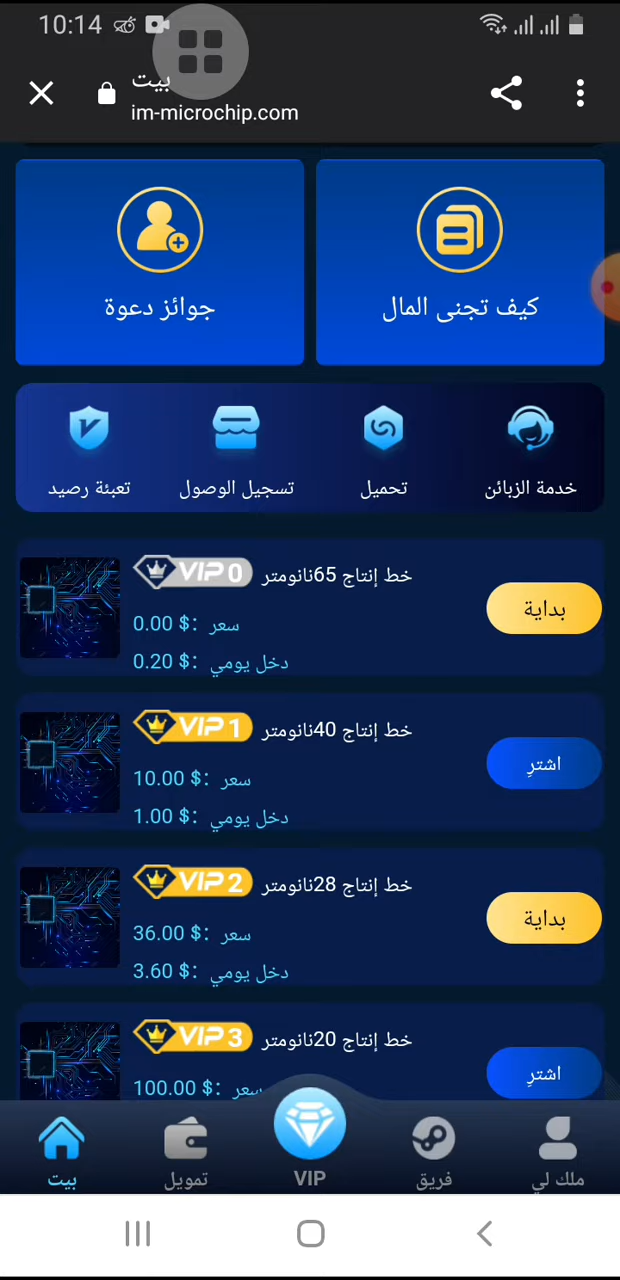 10:14
بيت
im-microchip.com
كيف تجنى المال
جوائز دعوة
خدمة الزبائن
تحميل
تسجيل الوصول
تعبئة رصيد
خط إنتاج 65نانومتر VIP 0
سعر :$ 0.00
دخل يومي :$ 0.20
بداية
خط إنتاج 40نانومتر VIP 1
سعر :$ 10.00
دخل يومي :$ 1.00
اشترِ
خط إنتاج 28نانومتر VIP 2
سعر :$ 36.00
دخل يومي :$ 3.60
بداية
خط إنتاج 20نانومتر VIP 3
سعر :$ 100.00
اشترِ
ملك لي
فريق
VIP
تمويل
بيت